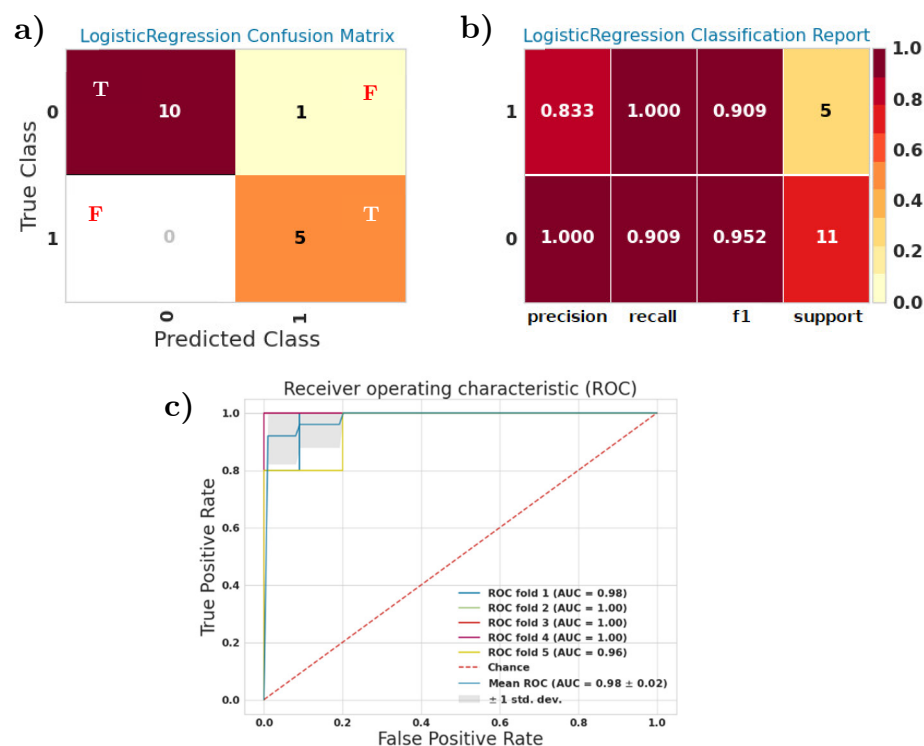 a)
LogisticRegression Confusion Matrix
True Class
0
1
T
10
1
F
F
0
5
T
0
1
Predicted Class
b)
LogisticRegression Classification Report
1
0
0.833
1.000
0.909
5
1.000
0.909
0.952
11
precision
recall
f1
support
1.0
0.8
0.6
0.4
0.2
0.0
c)
Receiver operating characteristic (ROC)
True Positive Rate
1.0
0.8
0.6
0.4
0.2
0.0
ROC fold 1 (AUC = 0.98)
ROC fold 2 (AUC = 1.00)
ROC fold 3 (AUC = 1.00)
ROC fold 4 (AUC = 1.00)
ROC fold 5 (AUC = 0.96)
Chance
Mean ROC (AUC = 0.98 ± 0.02)
± 1 std. dev.
0.0
0.2
0.4
0.6
0.8
1.0
False Positive Rate